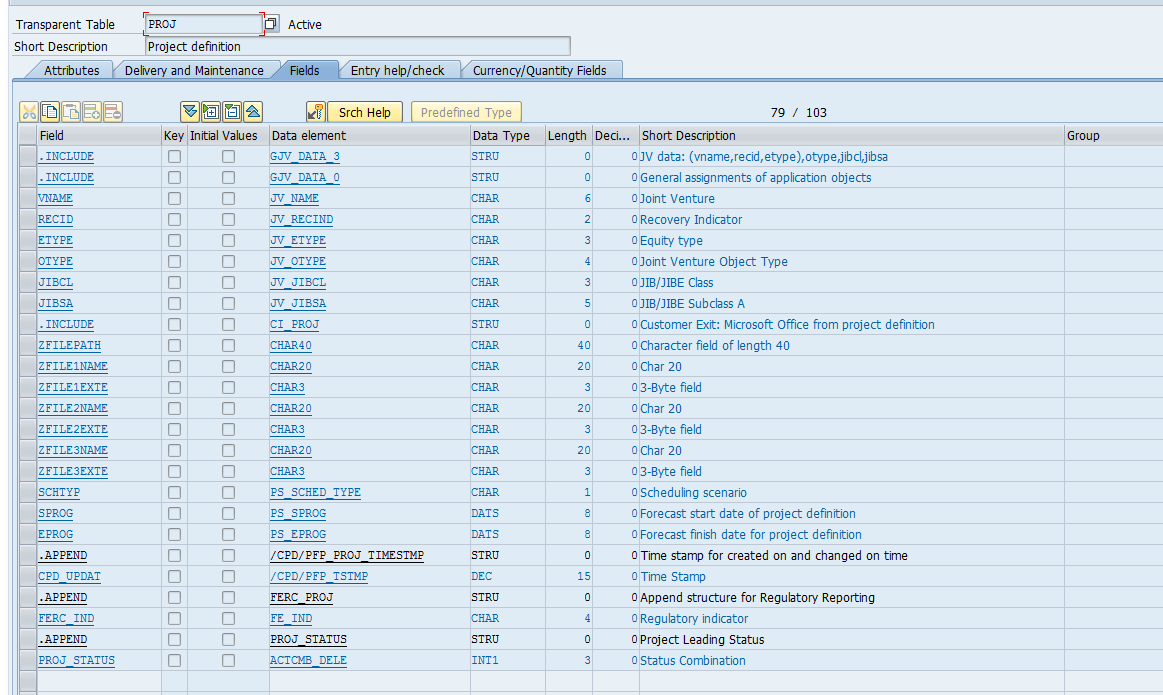 Transparent Table PROJ Active
Short Description Project definition
Attributes Delivery and Maintenance Fields Entry help/check Currency/Quantity Fields
Srch Help Predefined Type 79 / 103
Field Key Initial Values Data element Data Type Length Deci... Short Description Group
.INCLUDE GJV_DATA_3 STRU 0 0 JV data: (vname,recid,etype),otype,jibcl,jibsa
.INCLUDE GJV_DATA_0 STRU 0 0 General assignments of application objects
VNAME JV_NAME CHAR 6 0 Joint Venture
RECID JV_RECIND CHAR 2 0 Recovery Indicator
ETYPE JV_ETYPE CHAR 3 0 Equity type
OTYPE JV_OTYPE CHAR 4 0 Joint Venture Object Type
JIBCL JV_JIBCL CHAR 3 0 JIB/JIBE Class
JIBSA JV_JIBSA CHAR 5 0 JIB/JIBE Subclass A
.INCLUDE CI_PROJ STRU 0 0 Customer Exit: Microsoft Office from project definition
ZFILEPATH CHAR40 CHAR 40 0 Character field of length 40
ZFILE1NAME CHAR20 CHAR 20 0 Char 20
ZFILE1EXTE CHAR3 CHAR 3 0 3-Byte field
ZFILE2NAME CHAR20 CHAR 20 0 Char 20
ZFILE2EXTE CHAR3 CHAR 3 0 3-Byte field
ZFILE3NAME CHAR20 CHAR 20 0 Char 20
ZFILE3EXTE CHAR3 CHAR 3 0 3-Byte field
SCHTYP PS_SCHED_TYPE CHAR 1 0 Scheduling scenario
SPROG PS_SPROG DATS 8 0 Forecast start date of project definition
EPROG PS_EPROG DATS 8 0 Forecast finish date for project definition
.APPEND /CPD/PFP_PROJ_TIMESTMP STRU 0 0 Time stamp for created on and changed on time
CPD_UPDAT /CPD/PFP_TSTMP DEC 15 0 Time Stamp
.APPEND FERC_PROJ STRU 0 0 Append structure for Regulatory Reporting
FERC_IND FE_IND CHAR 4 0 Regulatory indicator
.APPEND PROJ_STATUS STRU 0 0 Project Leading Status
PROJ_STATUS ACTCMB_DELE INT1 3 0 Status Combination